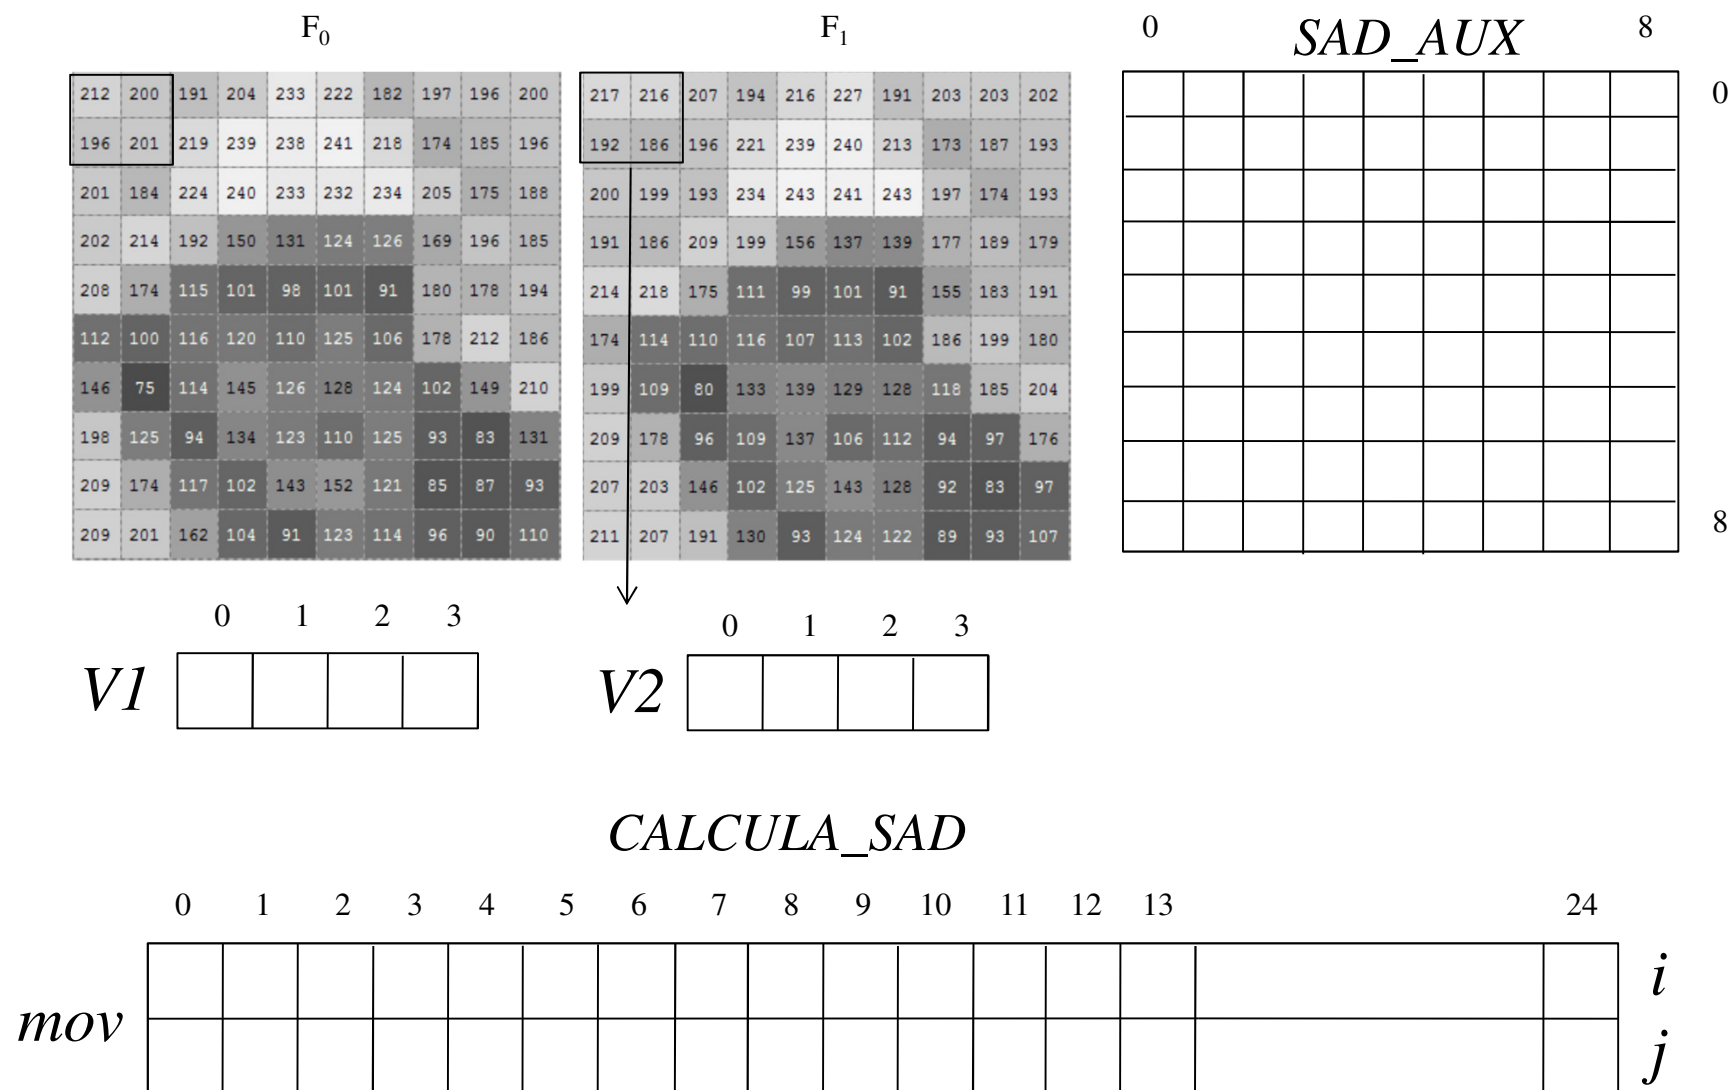 F0 F1 0 SAD_AUX 8
212 200 191 204 233 222 182 197 196 200
196 201 219 239 238 241 218 174 185 196
201 184 224 240 233 232 234 205 175 188
202 214 192 150 131 124 126 169 196 185
208 174 115 101 98 101 91 180 178 194
112 100 116 120 110 125 106 178 212 186
146 75 114 145 126 128 124 102 149 210
198 125 94 134 123 110 125 93 83 131
209 174 117 102 143 152 121 85 87 93
209 201 162 104 91 123 114 96 90 110
217 216 207 194 216 227 191 203 203 202
192 186 196 221 239 240 213 173 187 193
200 199 193 234 243 241 243 197 174 193
191 186 209 199 156 137 139 177 189 179
214 218 175 111 99 101 91 155 183 191
174 114 110 116 107 113 102 186 199 180
199 109 80 133 139 129 128 118 185 204
209 178 96 109 137 106 112 94 97 176
207 203 146 102 125 143 128 92 83 97
211 207 191 130 93 124 122 89 93 107
0
8
0 1 2 3
V1
0 1 2 3
V2
CALCULA_SAD
0 1 2 3 4 5 6 7 8 9 10 11 12 13 24
i
mov
j